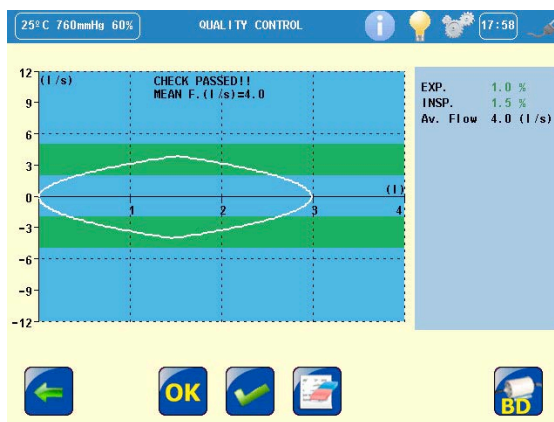 25ºC 760mmHg 60% QUALITY CONTROL 17:58
12 (l/s) CHECK PASSED!!
MEAN F.(l/s)=4.0
9
6
3
0 (l)
1 2 3 4
-3
-6
-9
-12
EXP. 1.0 %
INSP. 1.5 %
Av. Flow 4.0 (l/s)
OK
BD